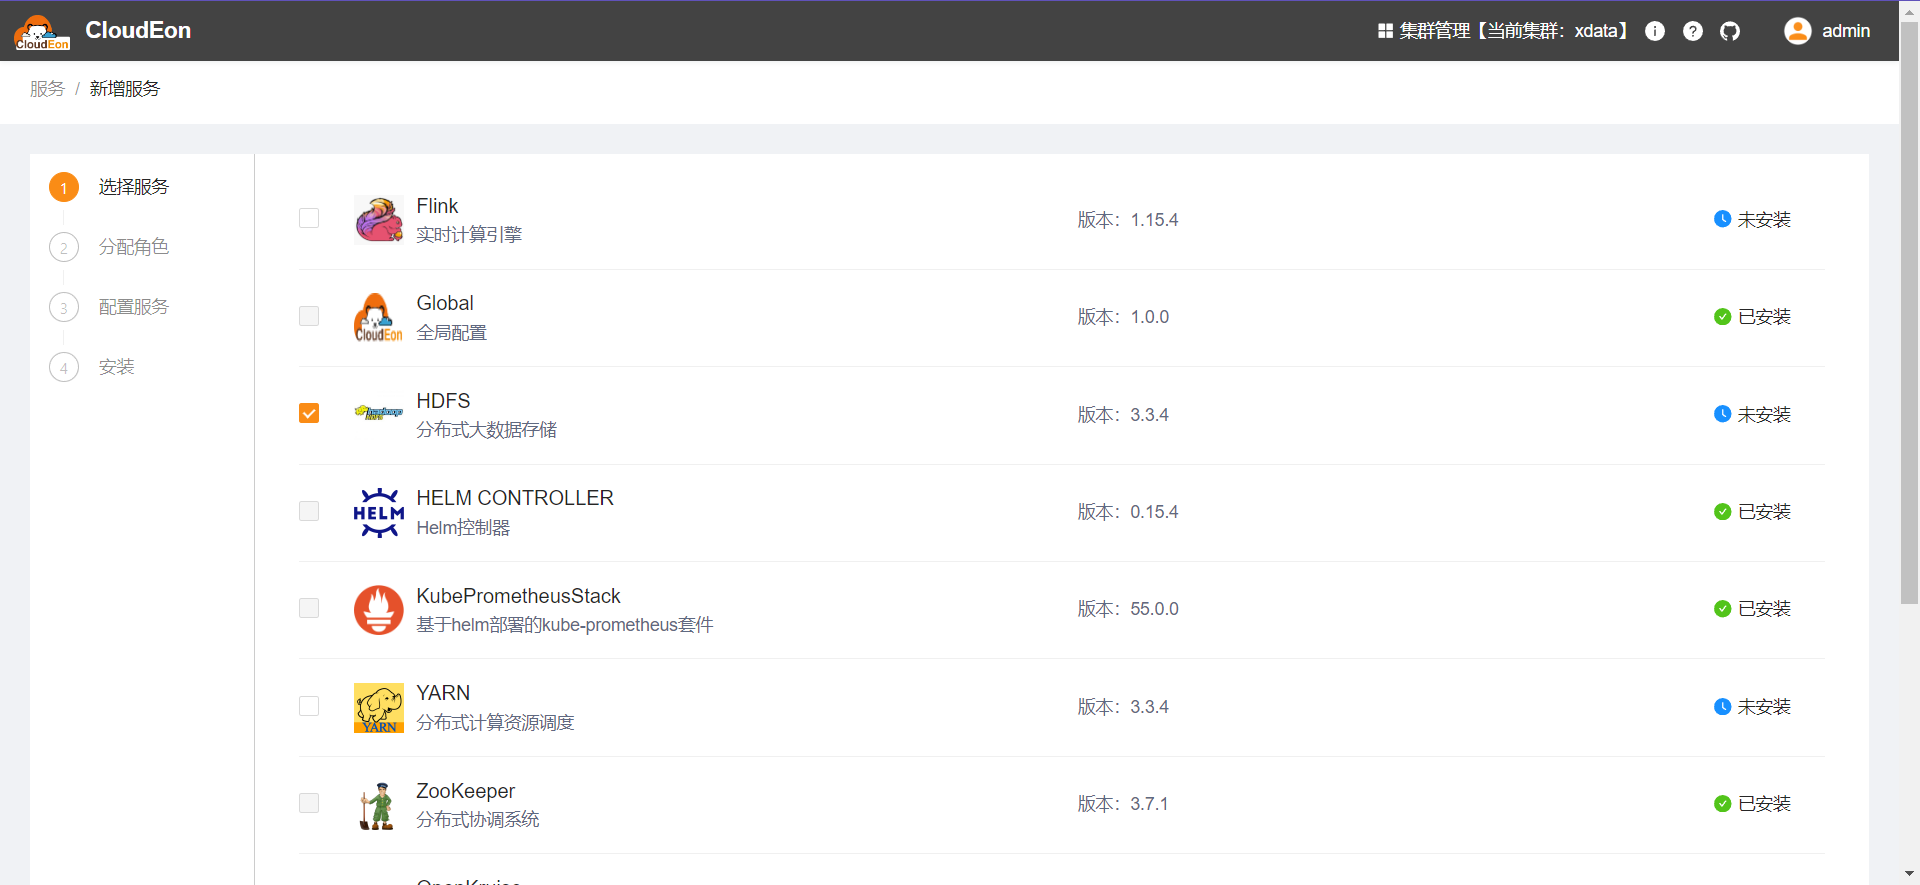 CloudEon
CloudEon
集群管理【当前集群：xdata】
admin
服务 / 新增服务
1 选择服务
2 分配角色
3 配置服务
4 安装
Flink
实时计算引擎
版本：1.15.4
未安装
CloudEon
Global
全局配置
版本：1.0.0
已安装
HDFS
分布式大数据存储
版本：3.3.4
未安装
HELM
HELM CONTROLLER
Helm控制器
版本：0.15.4
已安装
KubePrometheusStack
基于helm部署的kube-prometheus套件
版本：55.0.0
已安装
YARN
YARN
分布式计算资源调度
版本：3.3.4
未安装
ZooKeeper
分布式协调系统
版本：3.7.1
已安装
OpenKruise